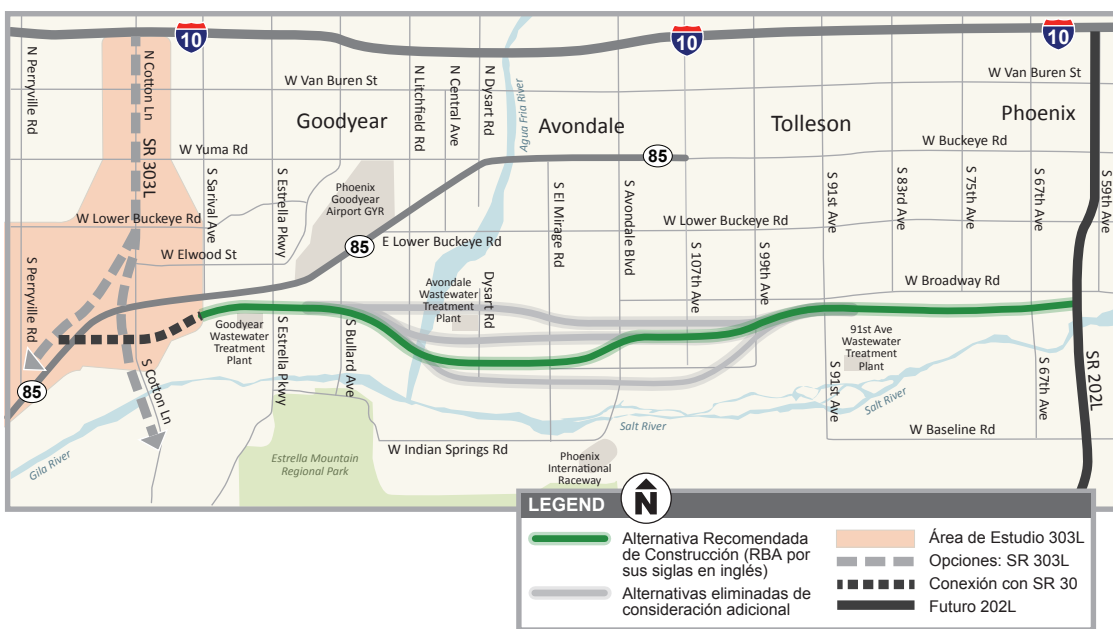 10
10
10
N Perryville Rd
N Cotton Ln
SR 303L
W Van Buren St
W Van Buren St
N Litchfield Rd
N Central Ave
N Dysart Rd
Agua Fria River
Goodyear
Avondale
Tolleson
Phoenix
W Yuma Rd
85
W Buckeye Rd
S Sarival Ave
S Estrella Pkwy
Phoenix
Goodyear
Airport GYR
S El Mirage Rd
S Avondale Blvd
S 91st Ave
S 83rd Ave
S 75th Ave
S 67th Ave
S 59th Ave
W Lower Buckeye Rd
W Lower Buckeye Rd
85
E Lower Buckeye Rd
W Elwood St
S Perryville Rd
S 107th Ave
S 99th Ave
W Broadway Rd
Avondale
Wastewater
Treatment
Plant
Dysart Rd
Goodyear
Wastewater
Treatment
Plant
S Estrella Pkwy
S Bullard Ave
91st Ave
Wastewater
Treatment
Plant
S 91st Ave
S 67th Ave
SR 202L
85
S Cotton Ln
Salt River
Salt River
W Baseline Rd
Gila River
Estrella Mountain
Regional Park
W Indian Springs Rd
Phoenix
International
Raceway
LEGEND
N
Alternativa Recomendada
de Construcción (RBA por
sus siglas en inglés)
Alternativas eliminadas de
consideración adicional
Área de Estudio 303L
Opciones: SR 303L
Conexión con SR 30
Futuro 202L